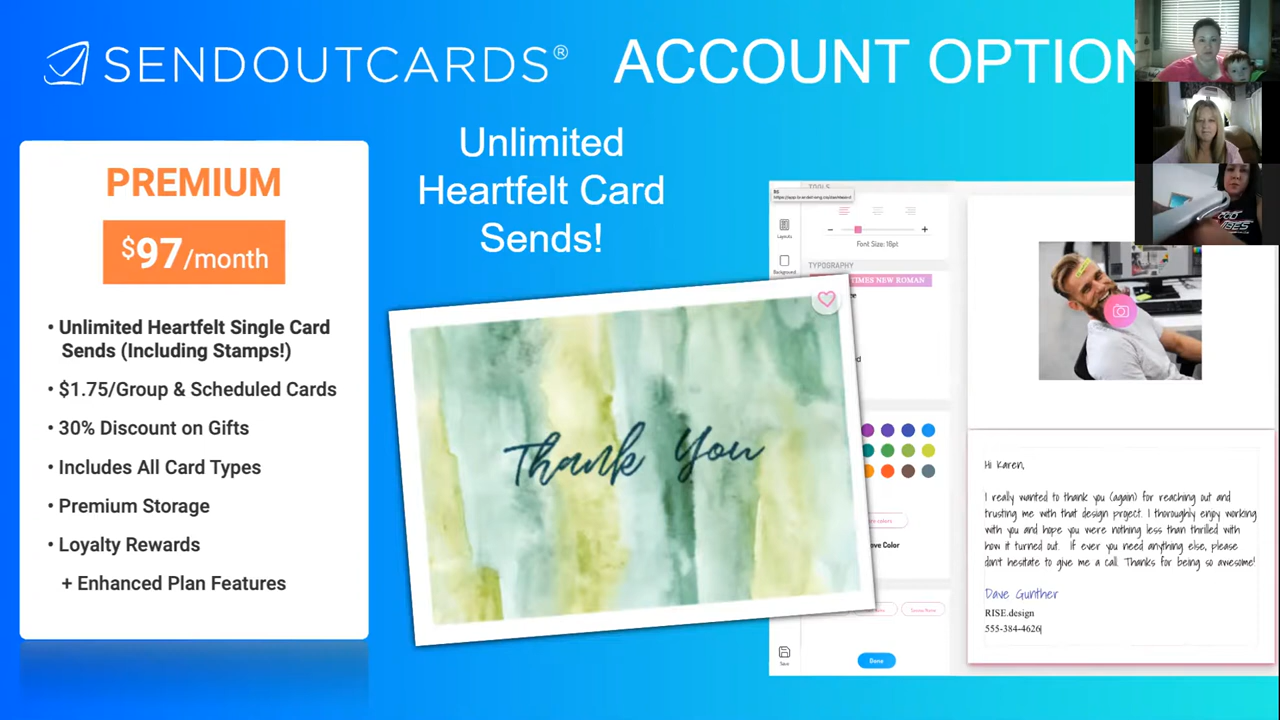 SENDOUTCARDS®
ACCOUNT OPTION
PREMIUM
$97/month
• Unlimited Heartfelt Single Card
Sends (Including Stamps!)
• $1.75/Group & Scheduled Cards
• 30% Discount on Gifts
• Includes All Card Types
• Premium Storage
• Loyalty Rewards
+ Enhanced Plan Features
Unlimited
Heartfelt Card
Sends!
Thank You
TOOLS
Layouts
Font Size: 16pt
Background
TYPOGRAPHY
TIMES NEW ROMAN
Save
Done
Hi Karen,
I really wanted to thank you (again) for reaching out and
trusting me with that design project. I thoroughly enjoy working
with you and hope you were nothing less than thrilled with
how it turned out. If ever you need anything else, please
don't hesitate to give me a call. Thanks for being so awesome!
Dave Gunther
RISE.design
555-384-4626